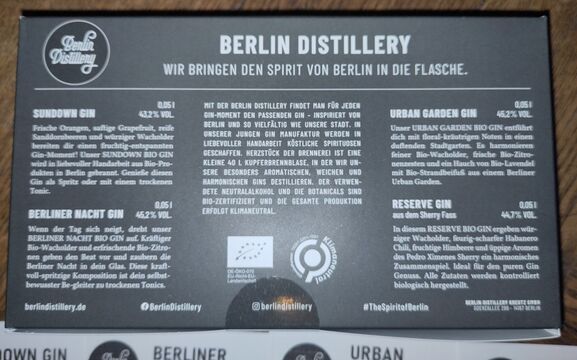 Berlin
Distillery
BERLIN DISTILLERY
WIR BRINGEN DEN SPIRIT VON BERLIN IN DIE FLASCHE.
SUNDOWN GIN
0,05 l
43,2% VOL.
Frische Orangen, saftige Grapefruit, reife
Sanddornbeeren und würziger Wacholder
bereiten dir einen fruchtig-entspannten
Gin-Moment! Unser SUNDOWN BIO GIN
wird in liebevoller Handarbeit aus Bio-Pro-
dukten in Berlin gebrannt. Genieße diesen
Gin als Spritz oder mit einem trockenen
Tonic.
BERLINER NACHT GIN
0,05 l
45,2% VOL.
Wenn der Tag sich neigt, dreht unser
BERLINER NACHT BIO GIN auf. Kräftiger
Bio-Wacholder und erfrischende Bio-Zitro-
nen geben den Beat vor und zaubern die
Berliner Nacht in dein Glas. Diese kraft-
voll-spritzige Komposition ist dein selbst-
bewusster Be-gleiter zu trockenen Tonics.
MIT DER BERLIN DISTILLERY FINDET MAN FÜR JEDEN
GIN-MOMENT DEN PASSENDEN GIN - INSPIRIERT VON
BERLIN UND SO VIELFÄLTIG WIE UNSERE STADT. IN
UNSERER JUNGEN GIN MANUFAKTUR WERDEN IN
LIEBEVOLLER HANDARBEIT KÖSTLICHE SPIRITUOSEN
GESCHAFFEN. HERZSTÜCK DER BRENNEREI IST EINE
KLEINE 40 L KUPFERBRENNBLASE, IN DER WIR UN-
SERE BESONDERS AROMATISCHEN, WEICHEN UND
HARMONISCHEN GINS DESTILLIEREN. DER VERWEN-
DETE NEUTRALALKOHOL UND DIE BOTANICALS SIND
BIO-ZERTIFIZIERT UND DIE GESAMTE PRODUKTION
ERFOLGT KLIMANEUTRAL.
DE-ÖKO-070
EU-/Nicht-EU-
Landwirtschaft
Klimaneutral
URBAN GARDEN GIN
0,05 l
45,2% VOL.
Unser URBAN GARDEN BIO GIN entführt
dich mit floral-kräutrigen Noten in einen
duftenden Stadtgarten. Es harmonieren
feiner Bio-Wacholder, frische Bio-Zitro-
nenzesten und ein Hauch von Bio-Lavendel
mit Bio-Strandbeifuß aus einem Berliner
Urban Garden.
RESERVE GIN
aus dem Sherry Fass
0,05 l
44,7% VOL.
In diesem RESERVE BIO GIN ergeben wür-
ziger Wacholder, feurig-scharfer Habanero
Chili, fruchtige Himbeere und üppige Aromen
des Pedro Ximenes Sherry ein harmonisches
Zusammenspiel. Ideal für den puren Gin
Genuss. Alle Zutaten werden kontrolliert
biologisch hergestellt.
berlindistillery.de
BerlinDistillery
berlindistillery
#TheSpiritofBerlin
BERLIN DISTILLERY KREUTZ GMBH
14057 BERLIN
OWN GIN
BERLINER
URBAN